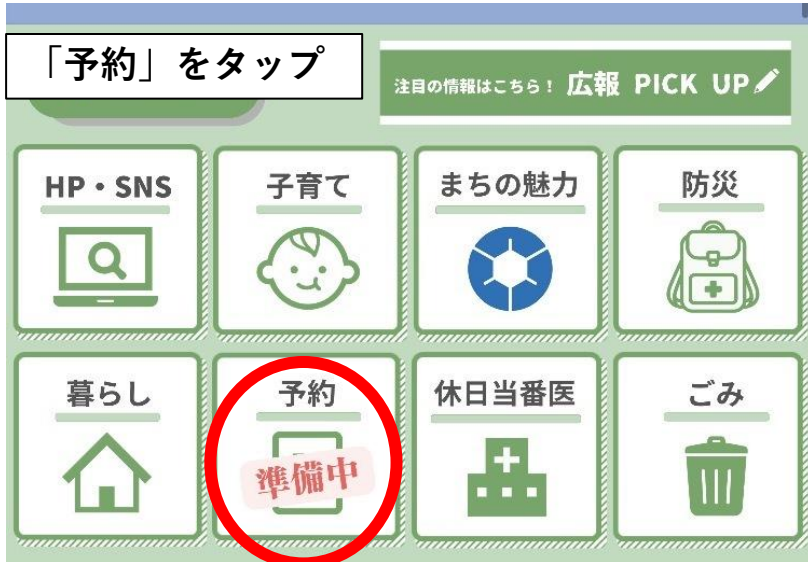 「予約」をタップ
注目の情報はこちら! 広報 PICK UP
HP・SNS
子育て
まちの魅力
防災
暮らし
予約
休日当番医
ごみ
準備中